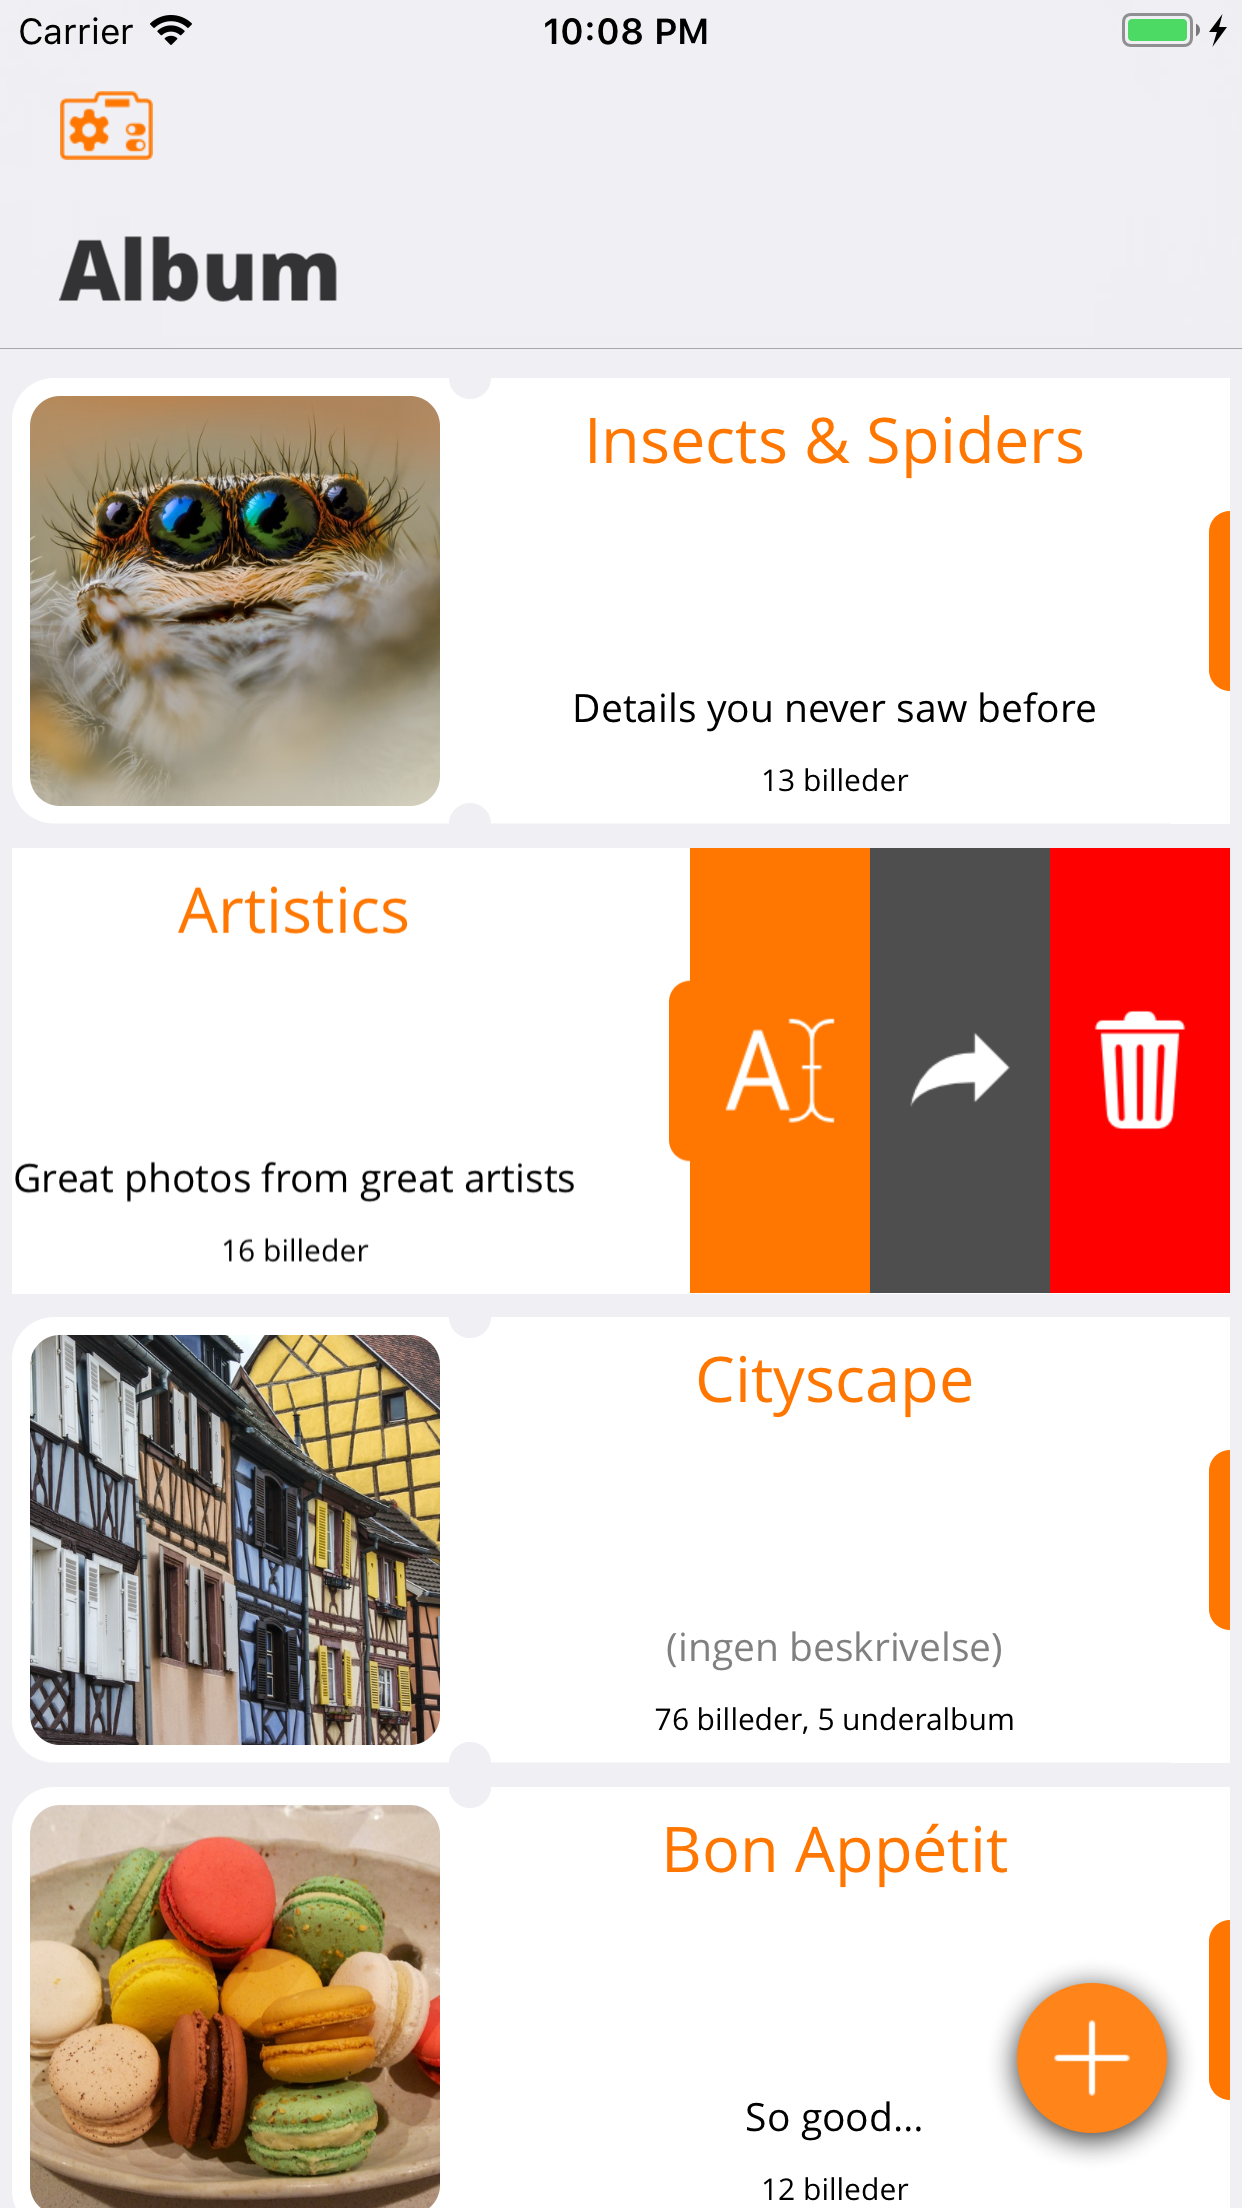 Carrier 10:08 PM
Album
Insects & Spiders
Details you never saw before
13 billeder
Artistics
Great photos from great artists
16 billeder
Cityscape
(ingen beskrivelse)
76 billeder, 5 underalbum
Bon Appétit
So good...
12 billeder